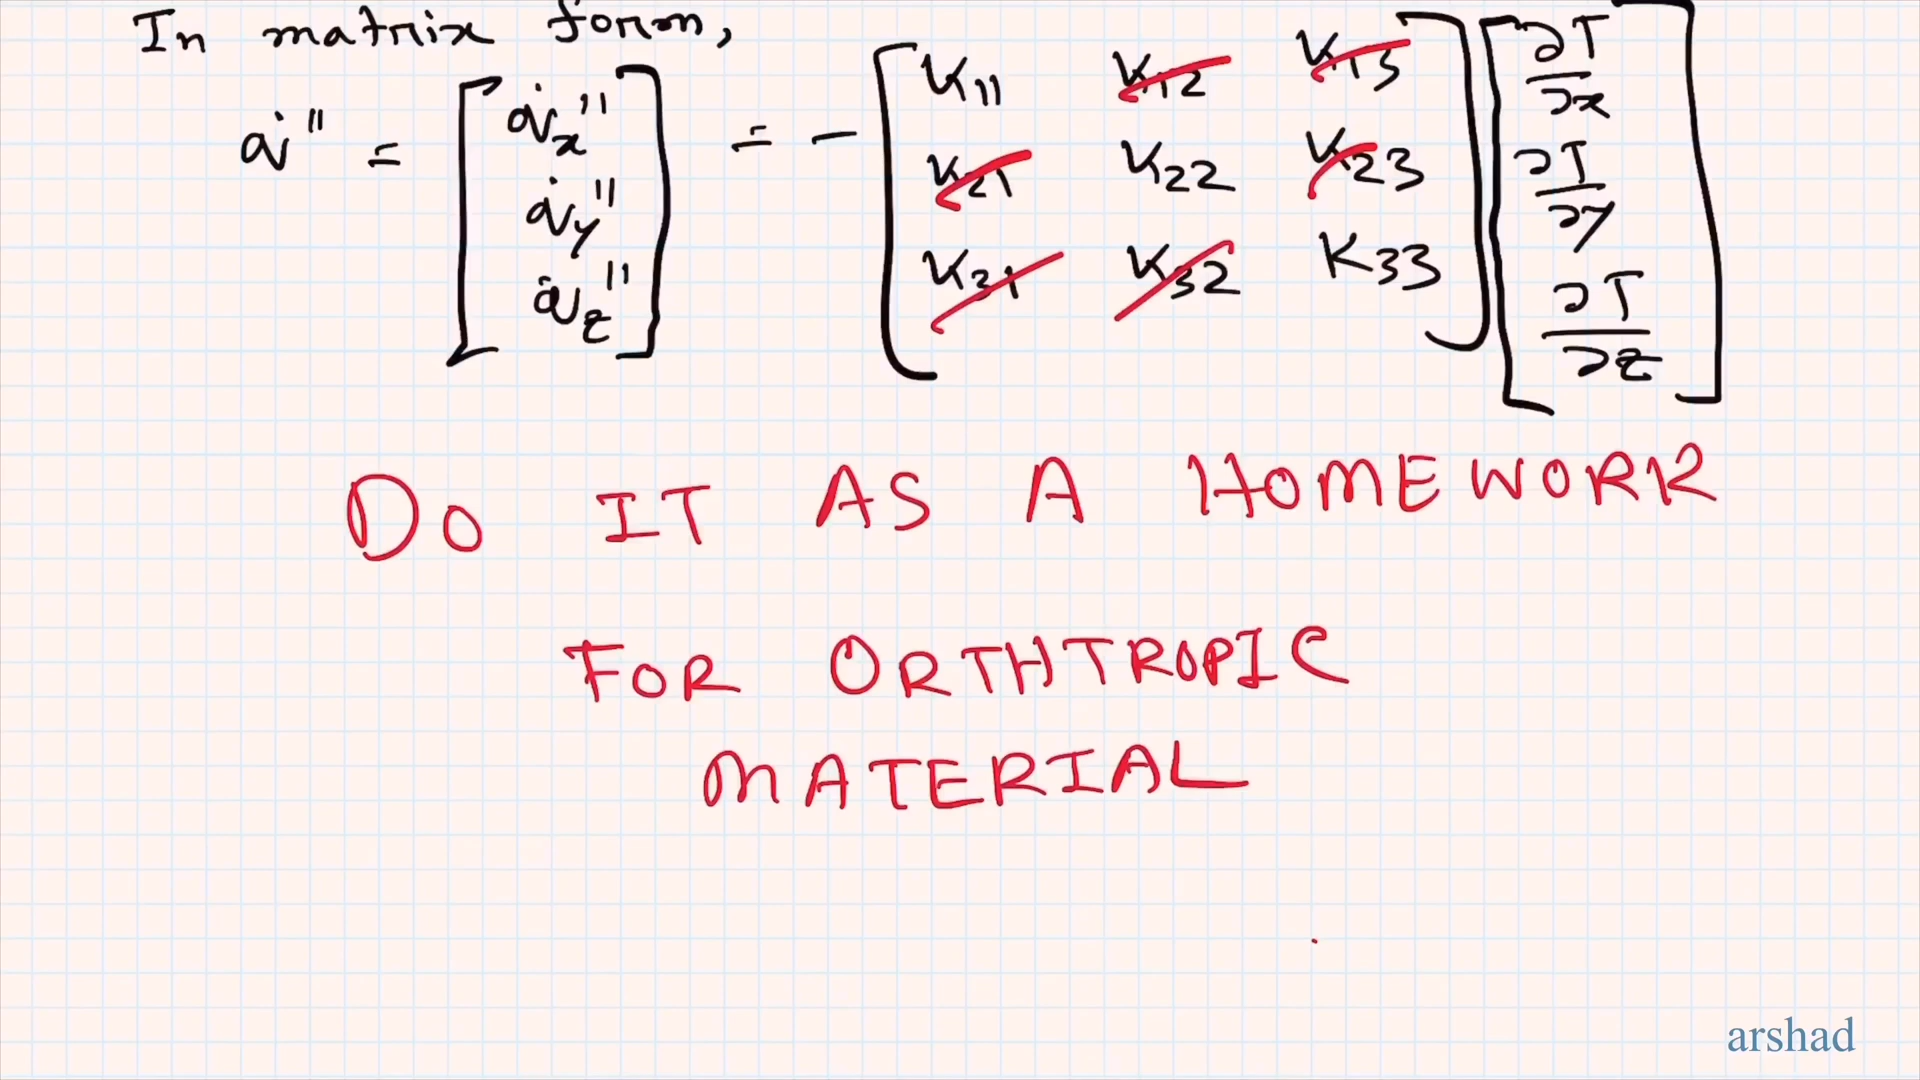 In matrix form,
q̇" = [ q̇x" q̇y" q̇z" ] = - [ K11 K12 K13 K21 K22 K23 K31 K32 K33 ] [ ∂T/∂x ∂T/∂y ∂T/∂z ]
DO IT AS A HOMEWORK
FOR ORTHTROPIC
MATERIAL
arshad